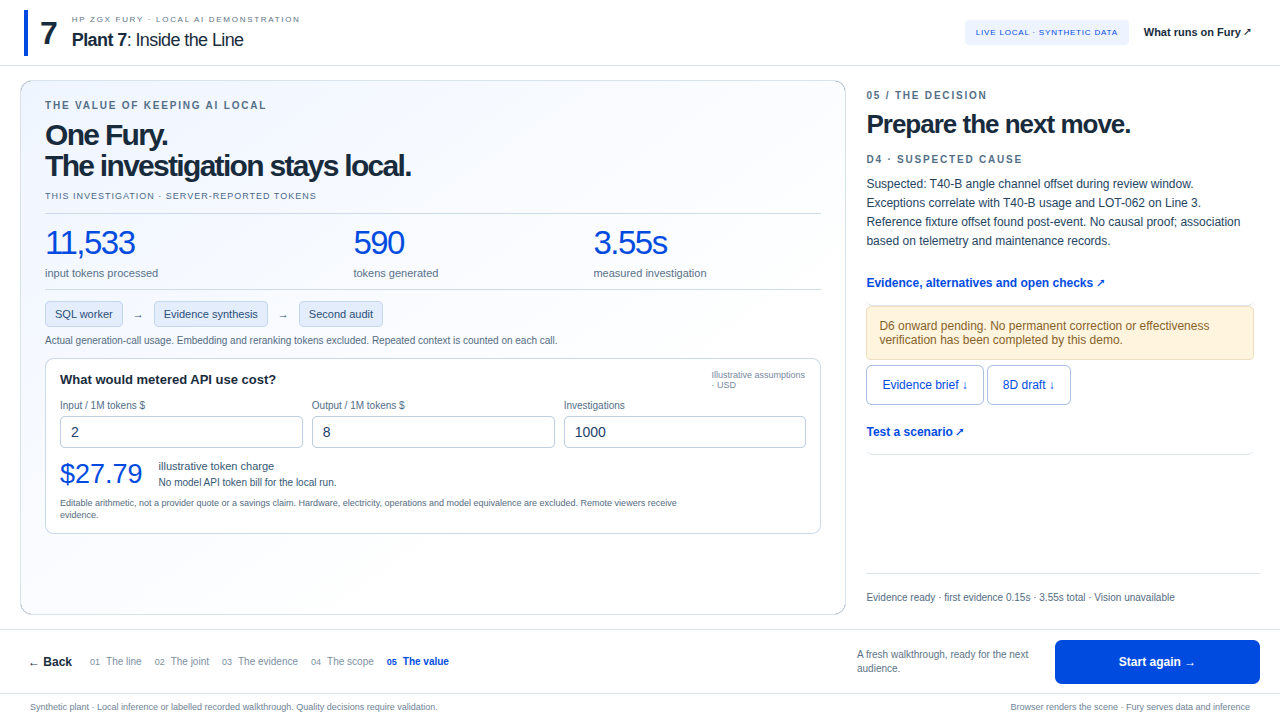 7
HP ZGX FURY · LOCAL AI DEMONSTRATION
Plant 7: Inside the Line
LIVE LOCAL · SYNTHETIC DATA
What runs on Fury ↗
THE VALUE OF KEEPING AI LOCAL
One Fury.
The investigation stays local.
THIS INVESTIGATION · SERVER-REPORTED TOKENS
11,533
590
3.55s
input tokens processed
tokens generated
measured investigation
SQL worker → Evidence synthesis → Second audit
Actual generation-call usage. Embedding and reranking tokens excluded. Repeated context is counted on each call.
What would metered API use cost?
Illustrative assumptions
· USD
Input / 1M tokens $
Output / 1M tokens $
Investigations
2
8
1000
$27.79
illustrative token charge
No model API token bill for the local run.
Editable arithmetic, not a provider quote or a savings claim. Hardware, electricity, operations and model equivalence are excluded. Remote viewers receive
evidence.
05 / THE DECISION
Prepare the next move.
D4 · SUSPECTED CAUSE
Suspected: T40-B angle channel offset during review window.
Exceptions correlate with T40-B usage and LOT-062 on Line 3.
Reference fixture offset found post-event. No causal proof; association
based on telemetry and maintenance records.
Evidence, alternatives and open checks ↗
D6 onward pending. No permanent correction or effectiveness
verification has been completed by this demo.
Evidence brief ↓
8D draft ↓
Test a scenario ↗
Evidence ready · first evidence 0.15s · 3.55s total · Vision unavailable
← Back
01 The line
02 The joint
03 The evidence
04 The scope
05 The value
A fresh walkthrough, ready for the next
audience.
Start again →
Synthetic plant · Local inference or labelled recorded walkthrough. Quality decisions require validation.
Browser renders the scene · Fury serves data and inference